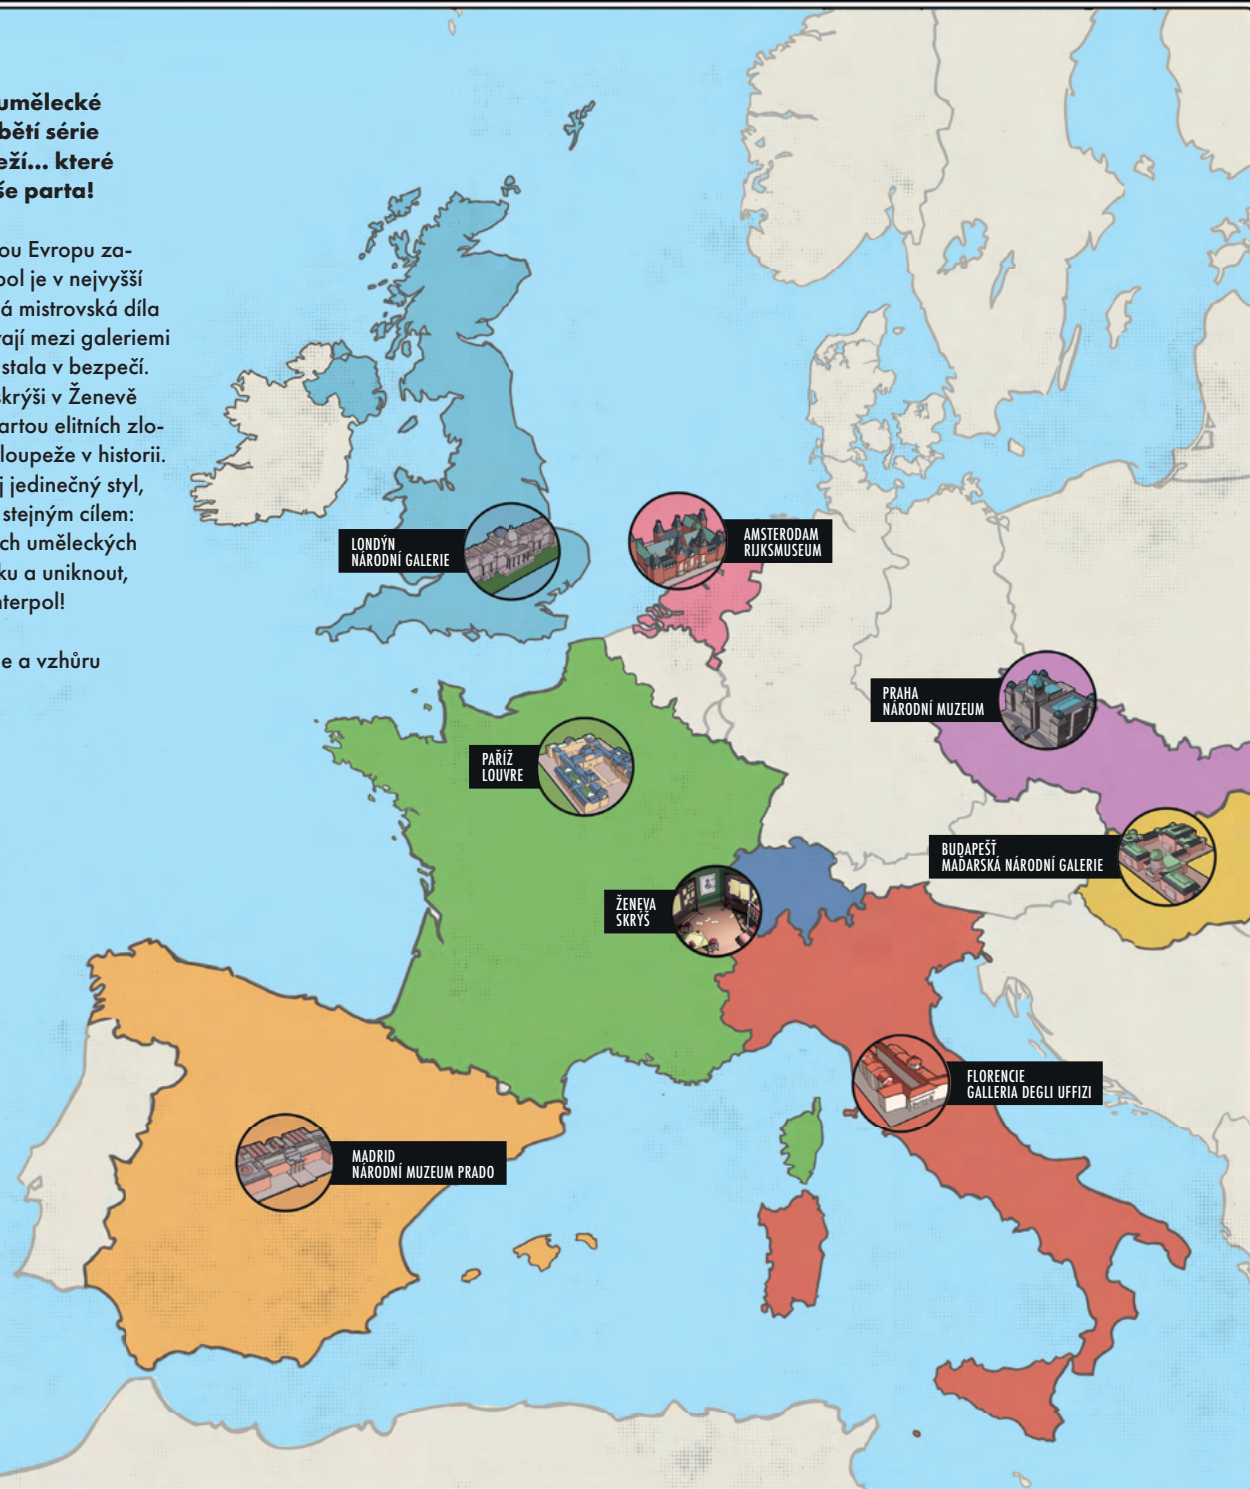 umělecké
bětí série
eží... které
še parta!
ou Evropu za-
pol je v nejvyšší
á mistrovská díla
vají mezi galeriemi
stala v bezpečí.
skrýši v Ženevě
artou elitních zlo-
loupeže v historii.
j jedinečný styl,
stejným cílem:
ch uměleckých
ku a uniknout,
nterpol!
e a vzhůru
LONDÝN
NÁRODNÍ GALERIE
AMSTERODAM
RIJKSMUSEUM
PRAHA
NÁRODNÍ MUZEUM
PAŘÍŽ
LOUVRE
BUDAPEŠŤ
MAĎARSKÁ NÁRODNÍ GALERIE
ŽENEVA
SKRÝŠ
FLORENCIE
GALLERIA DEGLI UFFIZI
MADRID
NÁRODNÍ MUZEUM PRADO